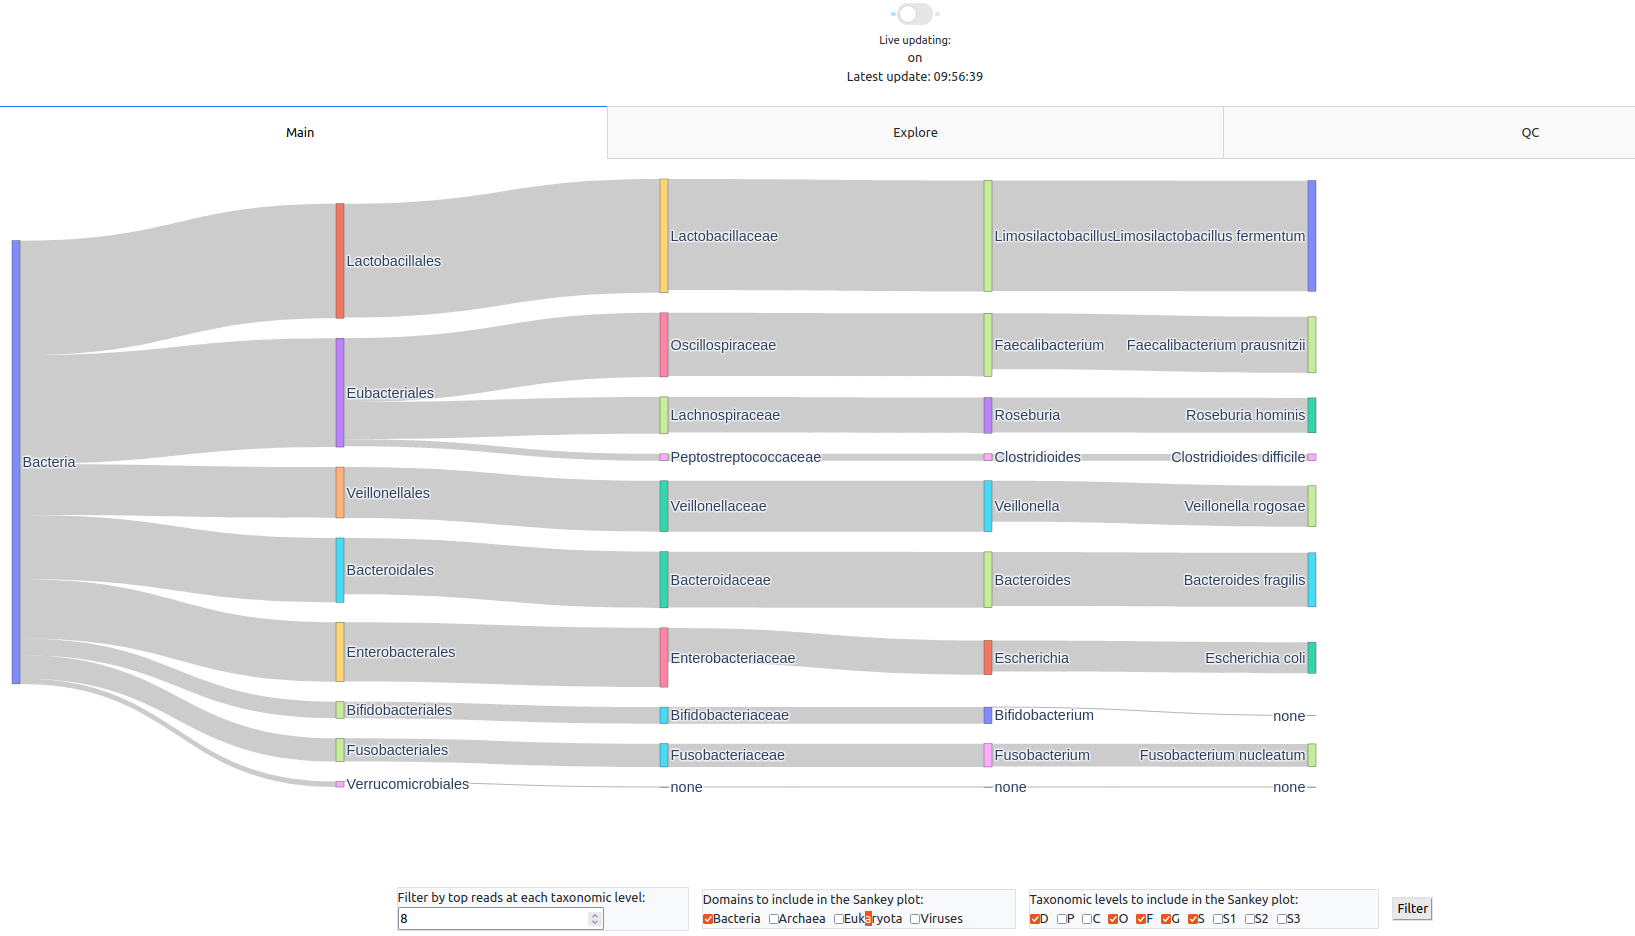 Live updating:
on
Latest update: 09:56:39
Main
Explore
QC
Lactobacillaceae
Limosilactobacillus
Limosilactobacillus fermentum
Lactobacillales
Oscillospiraceae
Faecalibacterium
Faecalibacterium prausnitzii
Eubacteriales
Lachnospiraceae
Roseburia
Roseburia hominis
Peptostreptococcaceae
Clostridioides
Clostridioides difficile
Bacteria
Veillonellales
Veillonellaceae
Veillonella
Veillonella rogosae
Bacteroidales
Bacteroidaceae
Bacteroides
Bacteroides fragilis
Enterobacterales
Enterobacteriaceae
Escherichia
Escherichia coli
Bifidobacteriales
Bifidobacteriaceae
Bifidobacterium
none
Fusobacteriales
Fusobacteriaceae
Fusobacterium
Fusobacterium nucleatum
Verrucomicrobiales
none
none
none
Filter by top reads at each taxonomic level:
8
Domains to include in the Sankey plot:
Bacteria Archaea Eukaryota Viruses
Taxonomic levels to include in the Sankey plot:
D P C O F G S S1 S2 S3
Filter